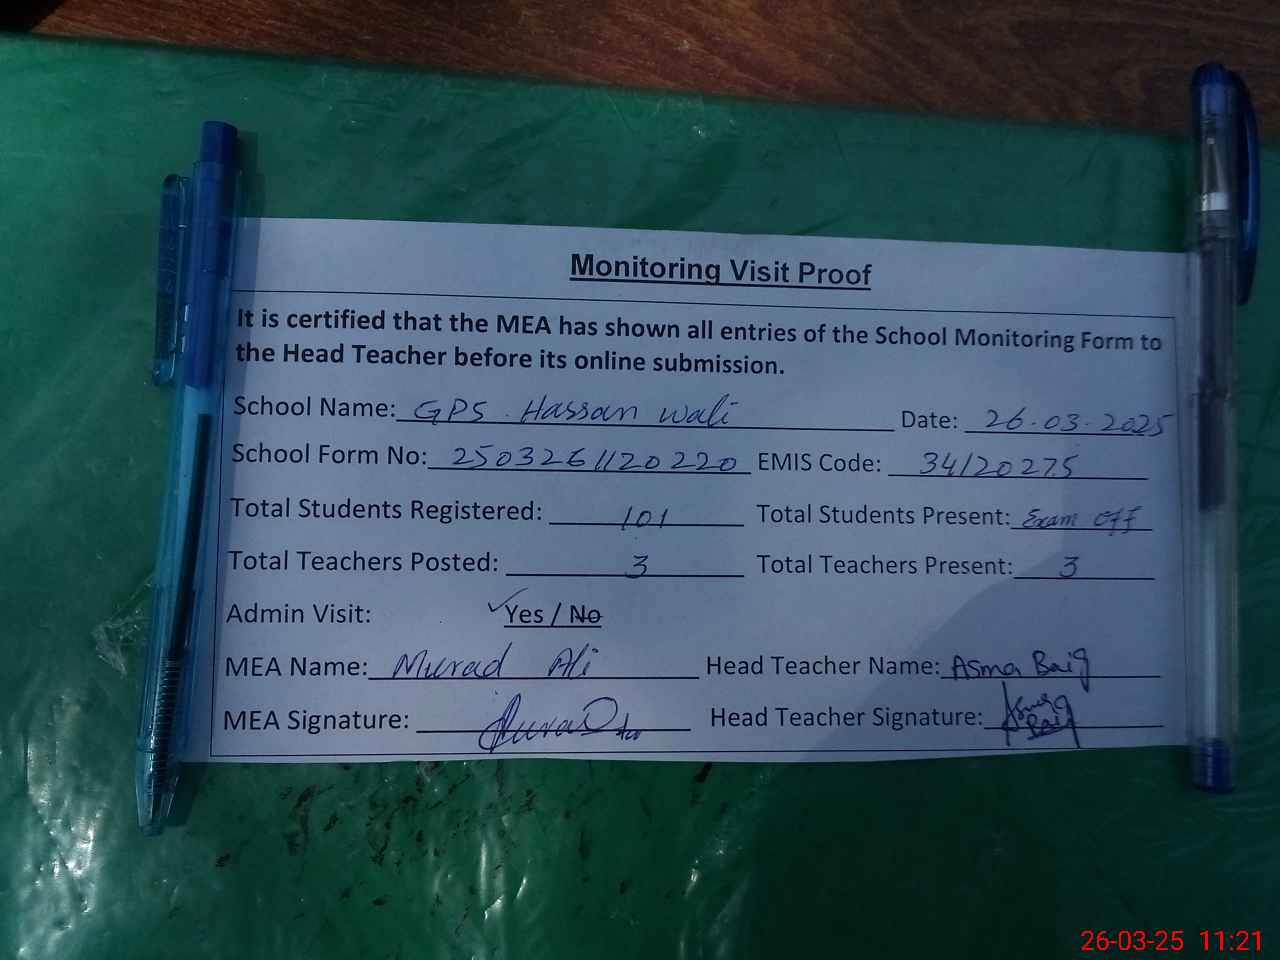 Monitoring Visit Proof
It is certified that the MEA has shown all entries of the School Monitoring Form to
the Head Teacher before its online submission.
School Name: GPS Hassan Wali Date: 26.03.2025
School Form No: 2503261120220 EMIS Code: 34120275
Total Students Registered: 101 Total Students Present: Exam Off
Total Teachers Posted: 3 Total Teachers Present: 3
Admin Visit: ✓Yes / No
MEA Name: Murad Ali Head Teacher Name: Asma Baig
MEA Signature: Head Teacher Signature: Asma
Baig
26-03-25 11:21